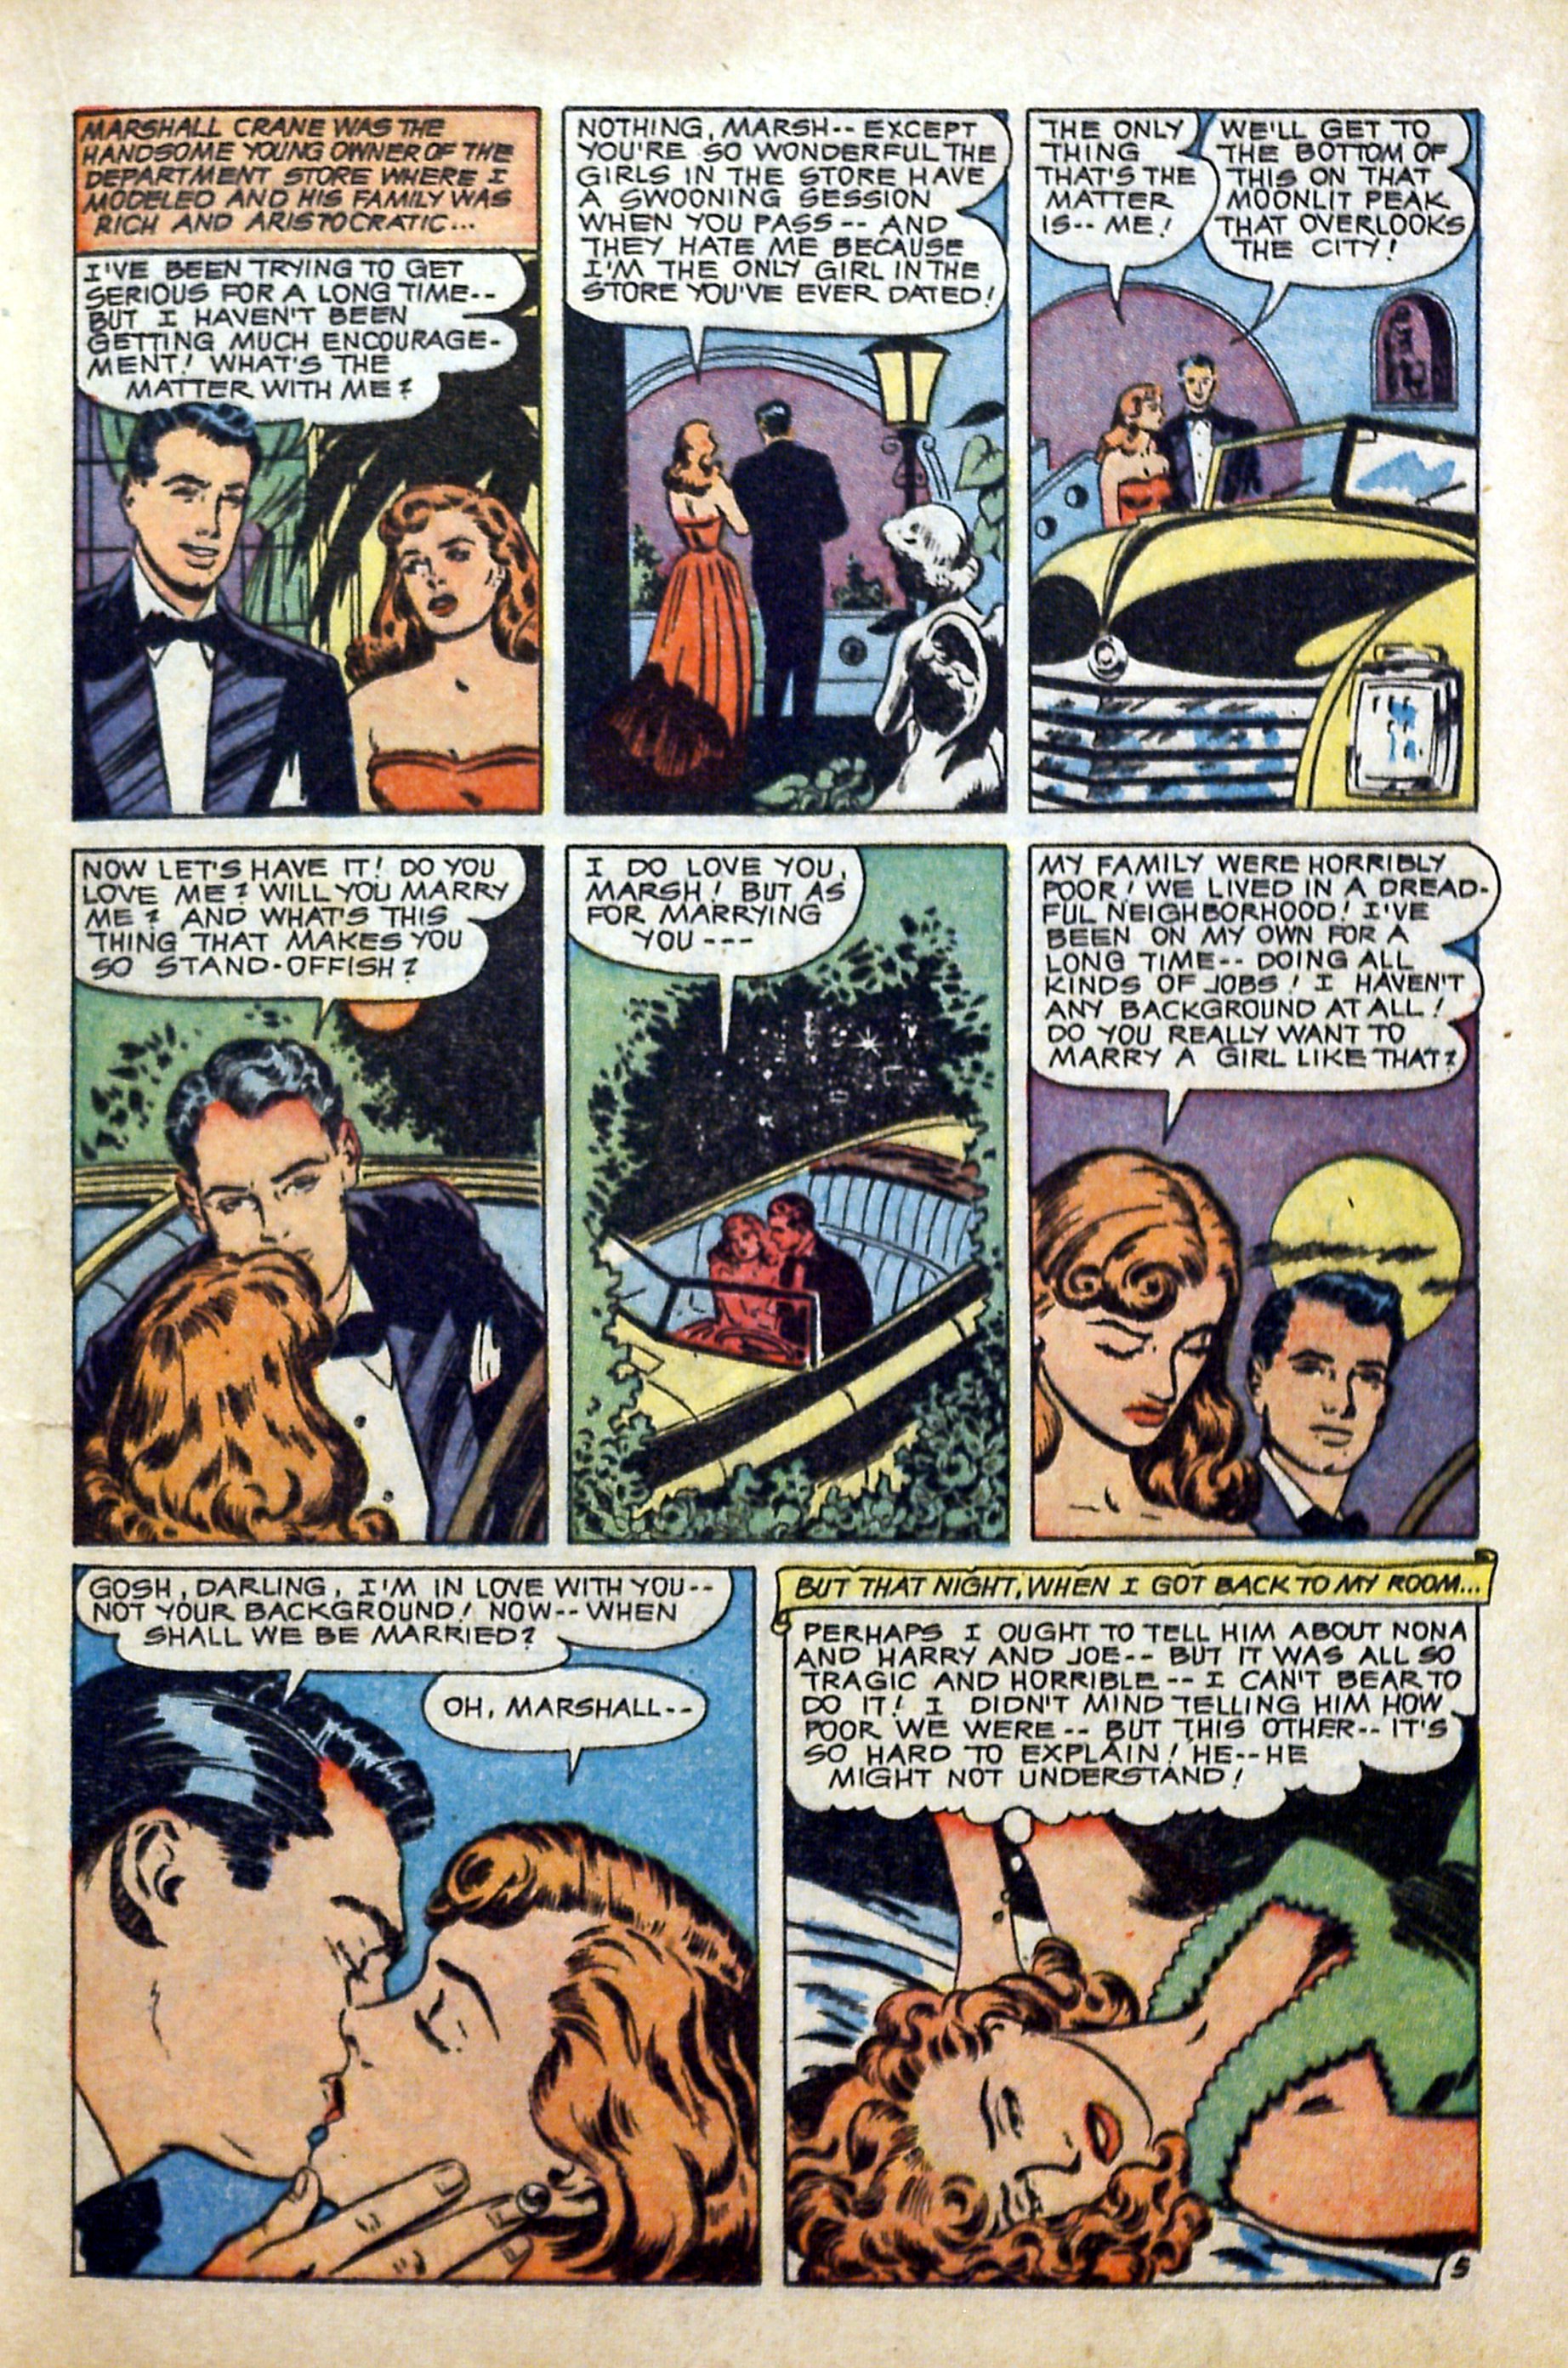 MARSHALL CRANE WAS THE
HANDSOME YOUNG OWNER OF THE
DEPARTMENT STORE WHERE I
MODELED AND HIS FAMILY WAS
RICH AND ARISTOCRATIC...
I'VE BEEN TRYING TO GET
SERIOUS FOR A LONG TIME--
BUT I HAVEN'T BEEN
GETTING MUCH ENCOURAGE-
MENT! WHAT'S THE
MATTER WITH ME?
NOTHING, MARSH-- EXCEPT
YOU'RE SO WONDERFUL THE
GIRLS IN THE STORE HAVE
A SWOONING SESSION
WHEN YOU PASS-- AND
THEY HATE ME BECAUSE
I'M THE ONLY GIRL IN THE
STORE YOU'VE EVER DATED!
THE ONLY
THING
THAT'S THE
MATTER
IS-- ME!
WE'LL GET TO
THE BOTTOM OF
THIS ON THAT
MOONLIT PEAK
THAT OVERLOOKS
THE CITY!
NOW LET'S HAVE IT! DO YOU
LOVE ME? WILL YOU MARRY
ME? AND WHAT'S THIS
THING THAT MAKES YOU
SO STAND-OFFISH?
I DO LOVE YOU,
MARSH! BUT AS
FOR MARRYING
YOU---
MY FAMILY WERE HORRIBLY
POOR! WE LIVED IN A DREAD-
FUL NEIGHBORHOOD! I'VE
BEEN ON MY OWN FOR A
LONG TIME-- DOING ALL
KINDS OF JOBS! I HAVEN'T
ANY BACKGROUND AT ALL!
DO YOU REALLY WANT TO
MARRY A GIRL LIKE THAT?
GOSH, DARLING, I'M IN LOVE WITH YOU--
NOT YOUR BACKGROUND! NOW-- WHEN
SHALL WE BE MARRIED?
OH, MARSHALL--
BUT THAT NIGHT, WHEN I GOT BACK TO MY ROOM...
PERHAPS I OUGHT TO TELL HIM ABOUT NONA
AND HARRY AND JOE-- BUT IT WAS ALL SO
TRAGIC AND HORRIBLE-- I CAN'T BEAR TO
DO IT! I DIDN'T MIND TELLING HIM HOW
POOR WE WERE-- BUT THIS OTHER-- IT'S
SO HARD TO EXPLAIN! HE--HE
MIGHT NOT UNDERSTAND!
5